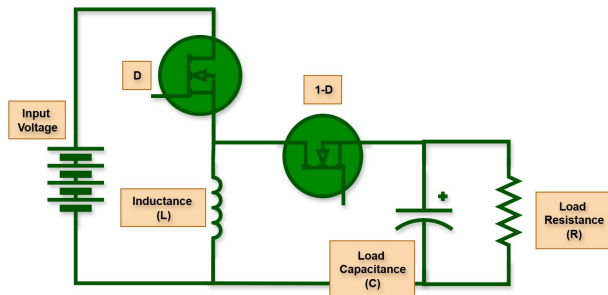 D
1-D
Input
Voltage
Inductance
(L)
Load
Resistance
(R)
Load
Capacitance
(C)
+